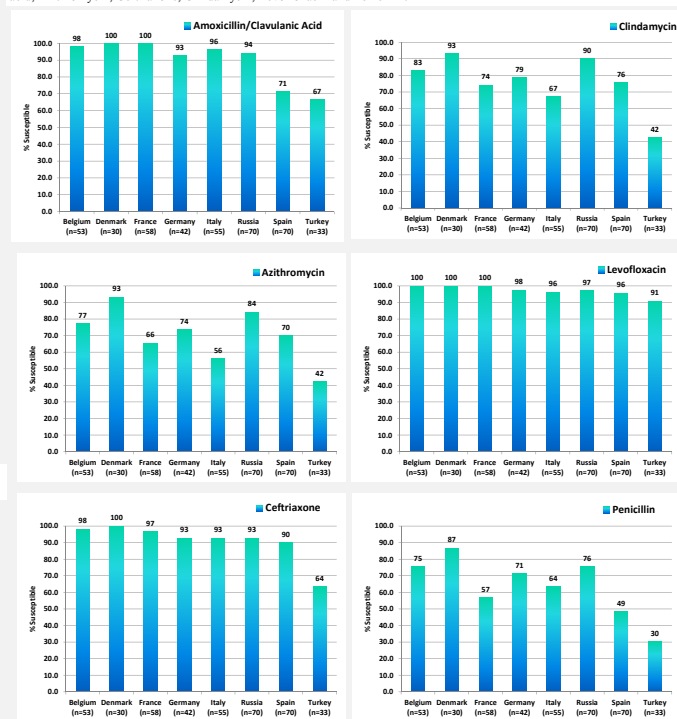 Amoxicillin/Clavulanic Acid
% Susceptible
100.0
90.0
80.0
70.0
60.0
50.0
40.0
30.0
20.0
10.0
0.0
98 100 100 93 96 94 71 67
Belgium Denmark France Germany Italy Russia Spain Turkey
(n=53) (n=30) (n=58) (n=42) (n=55) (n=70) (n=70) (n=33)
Clindamycin
% Susceptible
100.0
90.0
80.0
70.0
60.0
50.0
40.0
30.0
20.0
10.0
0.0
83 93 74 79 67 90 76 42
Belgium Denmark France Germany Italy Russia Spain Turkey
(n=53) (n=30) (n=58) (n=42) (n=55) (n=70) (n=70) (n=33)
Azithromycin
% Susceptible
100.0
90.0
80.0
70.0
60.0
50.0
40.0
30.0
20.0
10.0
0.0
77 93 66 74 56 84 70 42
Belgium Denmark France Germany Italy Russia Spain Turkey
(n=53) (n=30) (n=58) (n=42) (n=55) (n=70) (n=70) (n=33)
Levofloxacin
% Susceptible
100.0
90.0
80.0
70.0
60.0
50.0
40.0
30.0
20.0
10.0
0.0
100 100 100 98 96 97 96 91
Belgium Denmark France Germany Italy Russia Spain Turkey
(n=53) (n=30) (n=58) (n=42) (n=55) (n=70) (n=70) (n=33)
Ceftriaxone
% Susceptible
100.0
90.0
80.0
70.0
60.0
50.0
40.0
30.0
20.0
10.0
0.0
98 100 97 93 93 93 90 64
Belgium Denmark France Germany Italy Russia Spain Turkey
(n=53) (n=30) (n=58) (n=42) (n=55) (n=70) (n=70) (n=33)
Penicillin
% Susceptible
100.0
90.0
80.0
70.0
60.0
50.0
40.0
30.0
20.0
10.0
0.0
75 87 57 71 64 76 49 30
Belgium Denmark France Germany Italy Russia Spain Turkey
(n=53) (n=30) (n=58) (n=42) (n=55) (n=70) (n=70) (n=33)